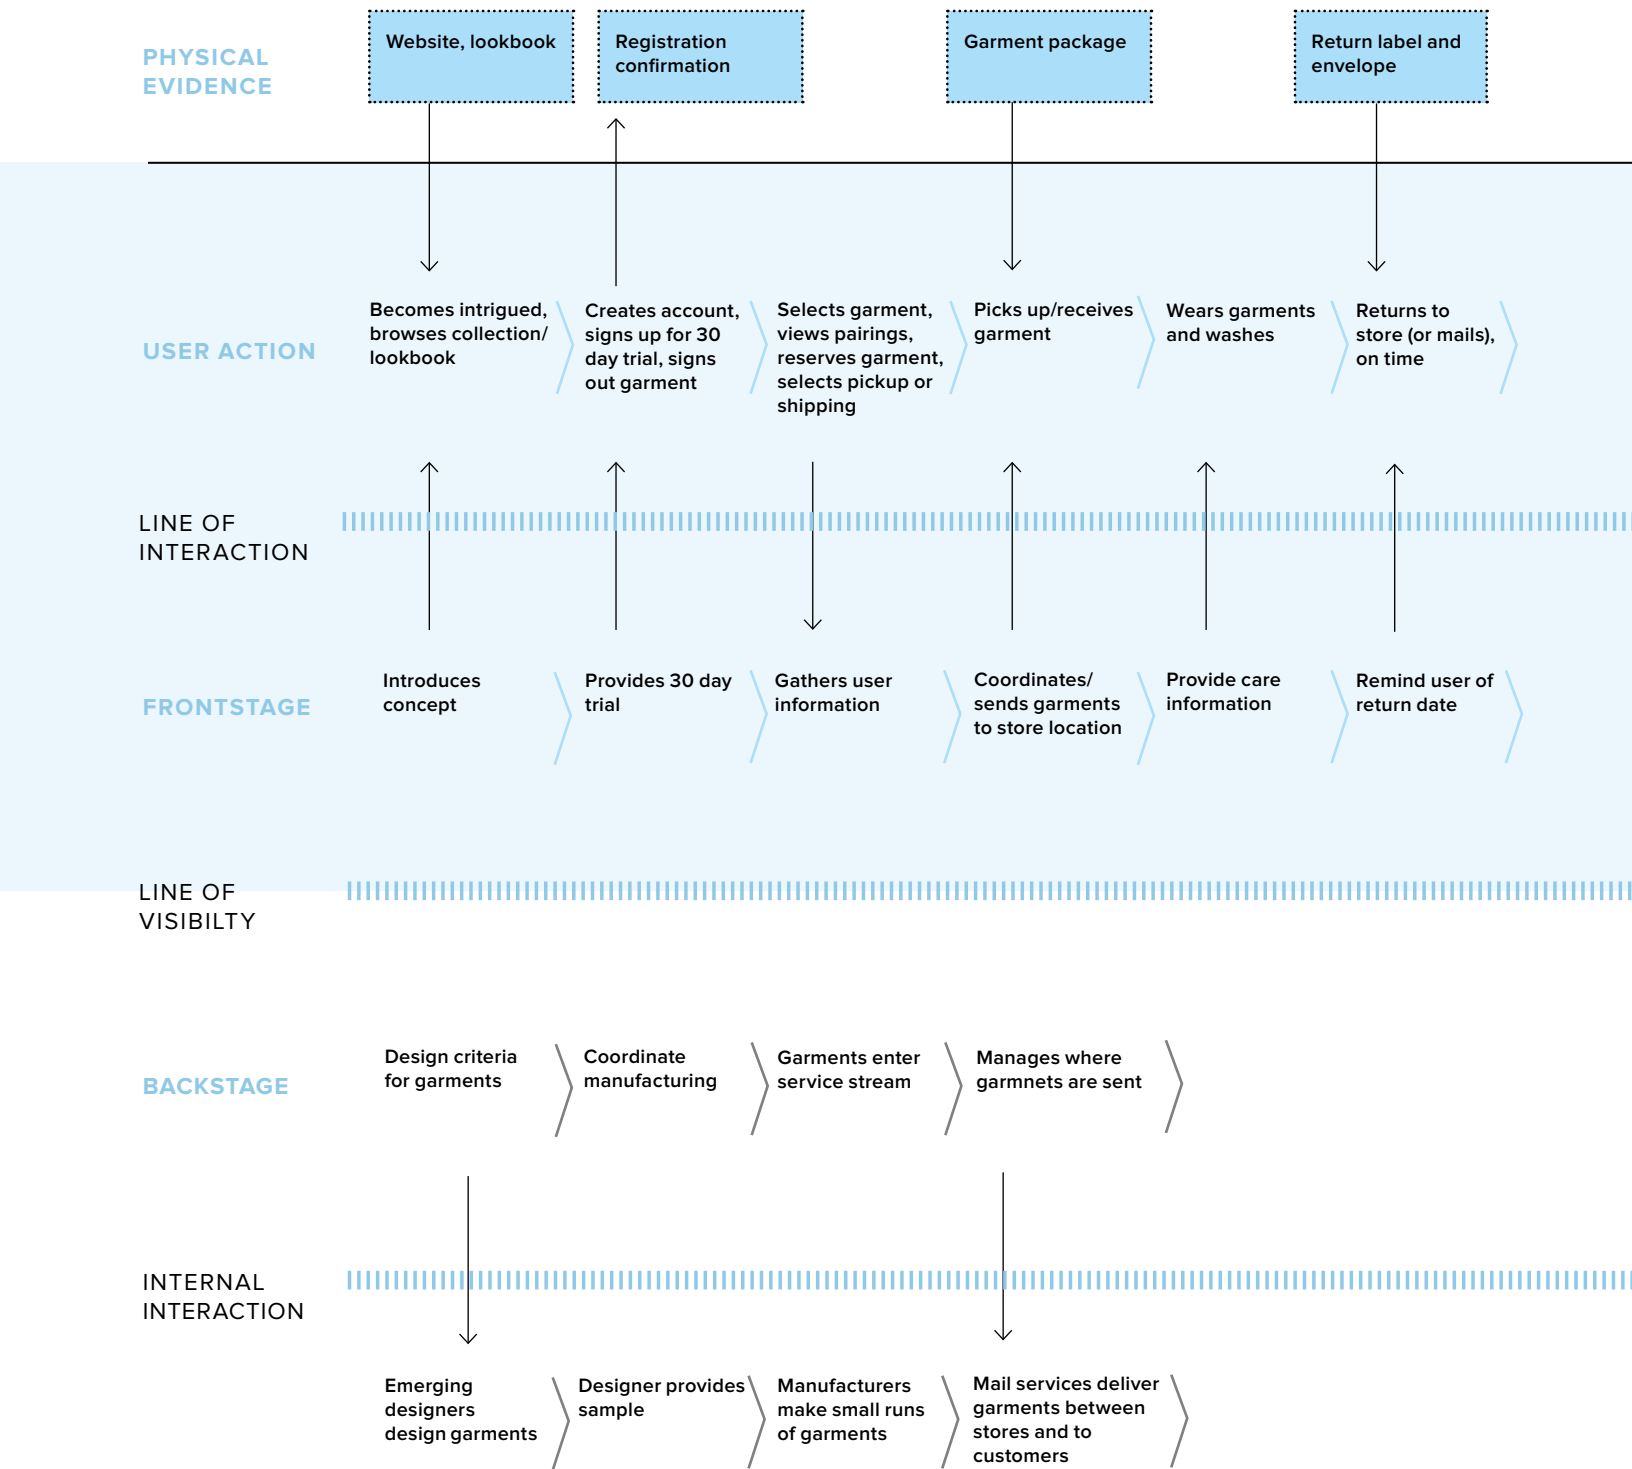 PHYSICAL
EVIDENCE
Website, lookbook
Registration
confirmation
Garment package
Return label and
envelope
USER ACTION
Becomes intrigued,
browses collection/
lookbook
Creates account,
signs up for 30
day trial, signs
out garment
Selects garment,
views pairings,
reserves garment,
selects pickup or
shipping
Picks up/receives
garment
Wears garments
and washes
Returns to
store (or mails),
on time
LINE OF
INTERACTION
FRONTSTAGE
Introduces
concept
Provides 30 day
trial
Gathers user
information
Coordinates/
sends garments
to store location
Provide care
information
Remind user of
return date
LINE OF
VISIBILTY
BACKSTAGE
Design criteria
for garments
Coordinate
manufacturing
Garments enter
service stream
Manages where
garmnets are sent
INTERNAL
INTERACTION
Emerging
designers
design garments
Designer provides
sample
Manufacturers
make small runs
of garments
Mail services deliver
garments between
stores and to
customers